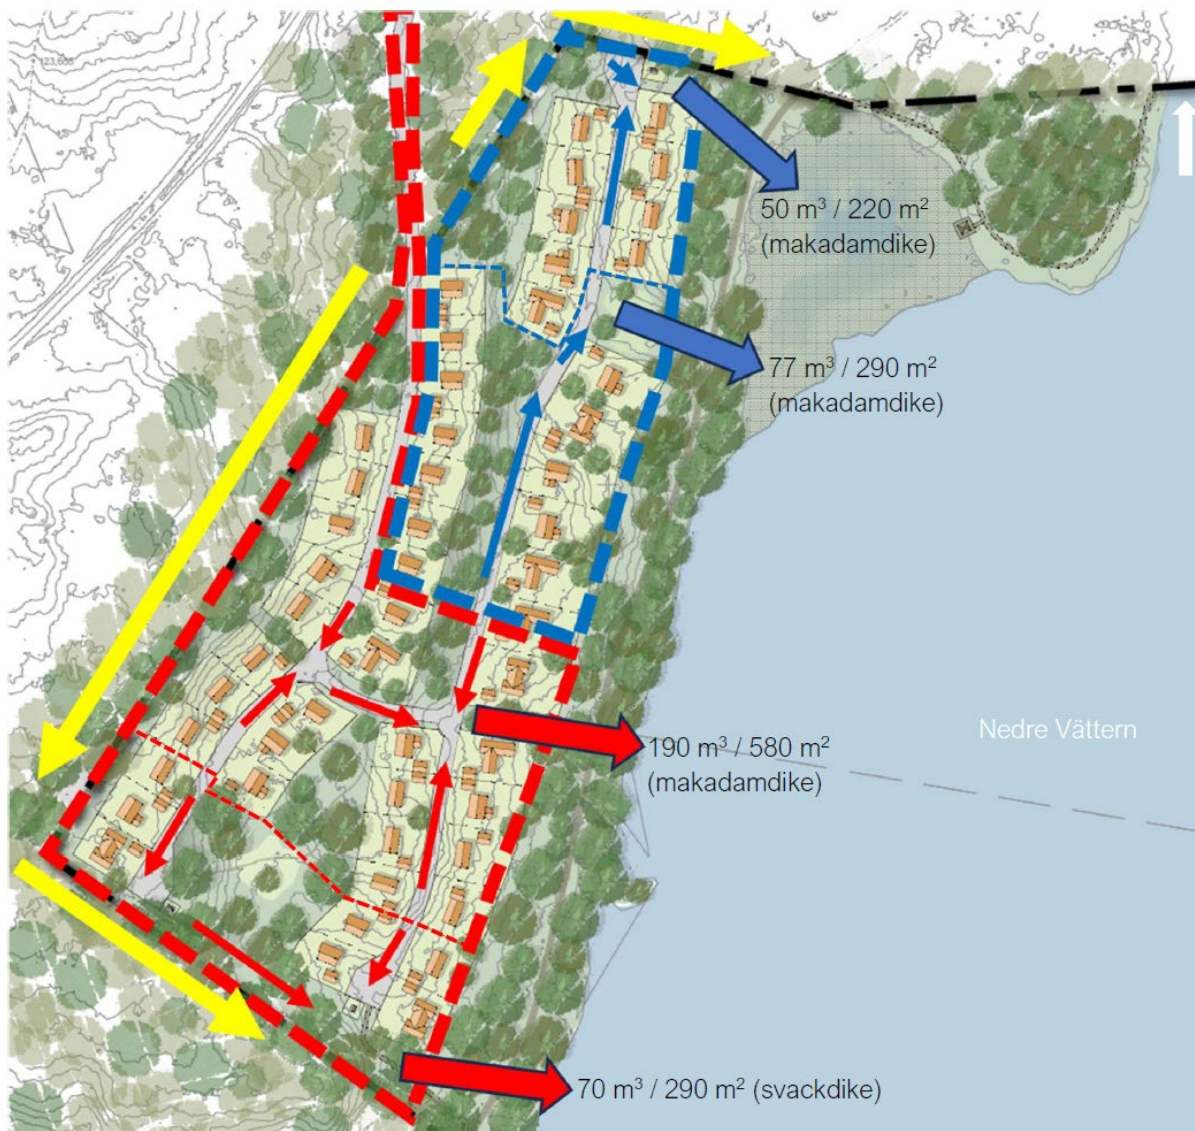 50 m³ / 220 m²
(makadamdike)
77 m³ / 290 m²
(makadamdike)
Nedre Vättern
190 m³ / 580 m²
(makadamdike)
70 m³ / 290 m² (svackdike)